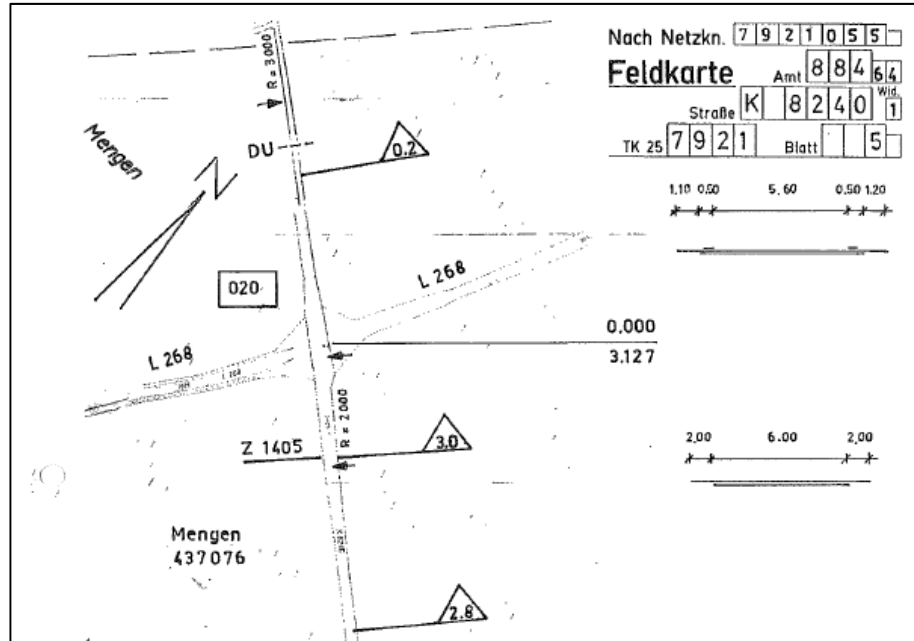 Nach Netzkn. 7921055
Feldkarte Amt 884 64
Straße K 8240 Wid. 1
TK 25 7921 Blatt 5
1,10 0,50 5,60 0,50 1,20
R = 3000
Mengen
DU
0.2
N
020
L 268
L 268
0,000
3.127
R = 2000
Z 1405
3.0
2,00 6.00 2,00
Mengen
437076
2.8